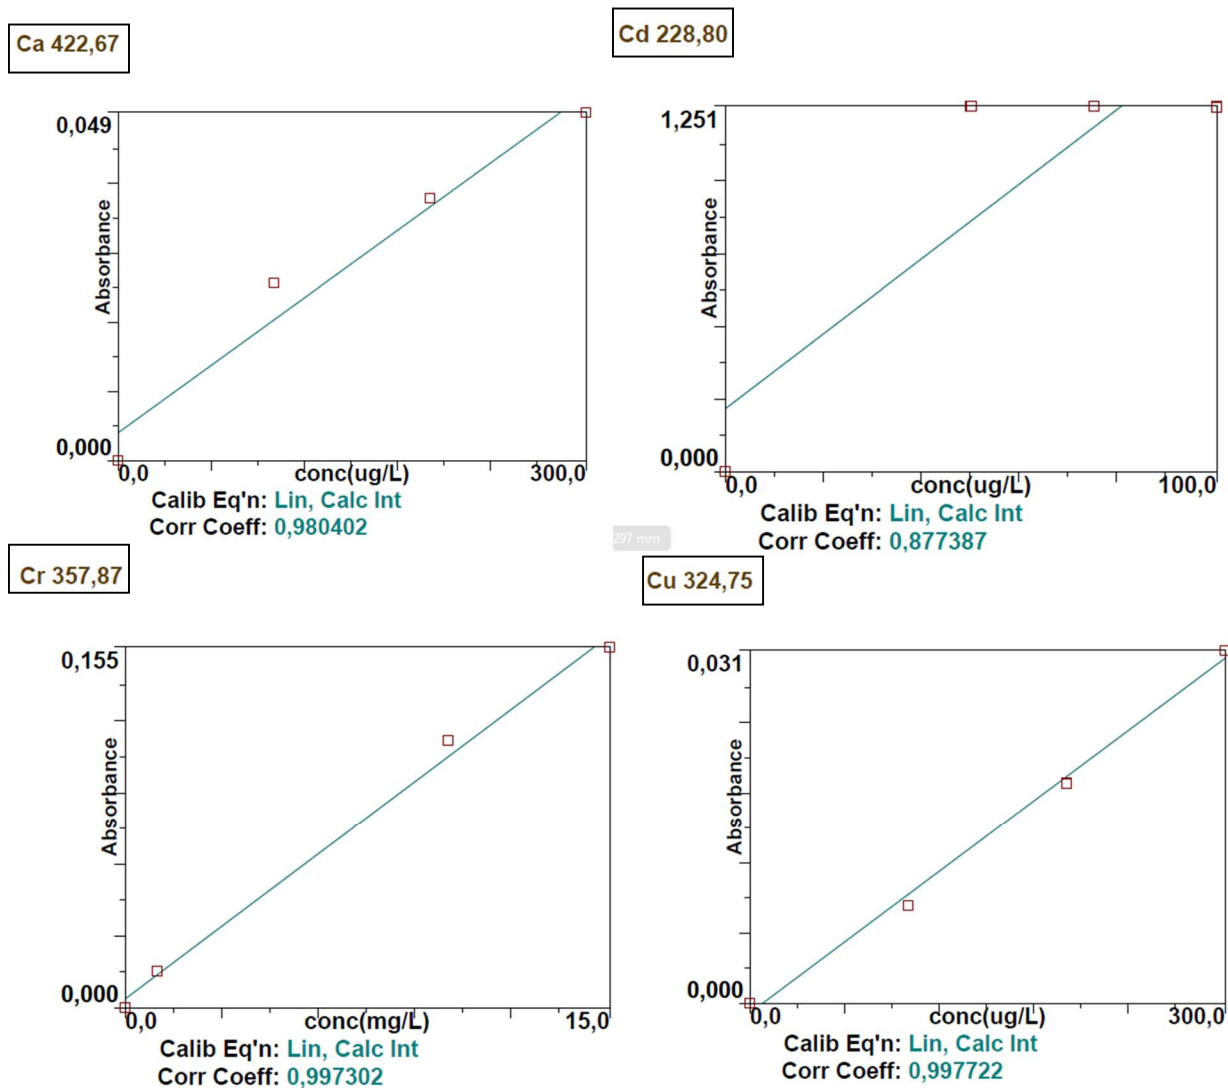 Ca 422,67
0,049
Absorbance
0,000
0,0
conc(ug/L)
300,0
Calib Eq'n: Lin, Calc Int
Corr Coeff: 0,980402
Cd 228,80
1,251
Absorbance
0,000
0,0
conc(ug/L)
100,0
Calib Eq'n: Lin, Calc Int
Corr Coeff: 0,877387
297 mm
Cr 357,87
0,155
Absorbance
0,000
0,0
conc(mg/L)
15,0
Calib Eq'n: Lin, Calc Int
Corr Coeff: 0,997302
Cu 324,75
0,031
Absorbance
0,000
0,0
conc(ug/L)
300,0
Calib Eq'n: Lin, Calc Int
Corr Coeff: 0,997722